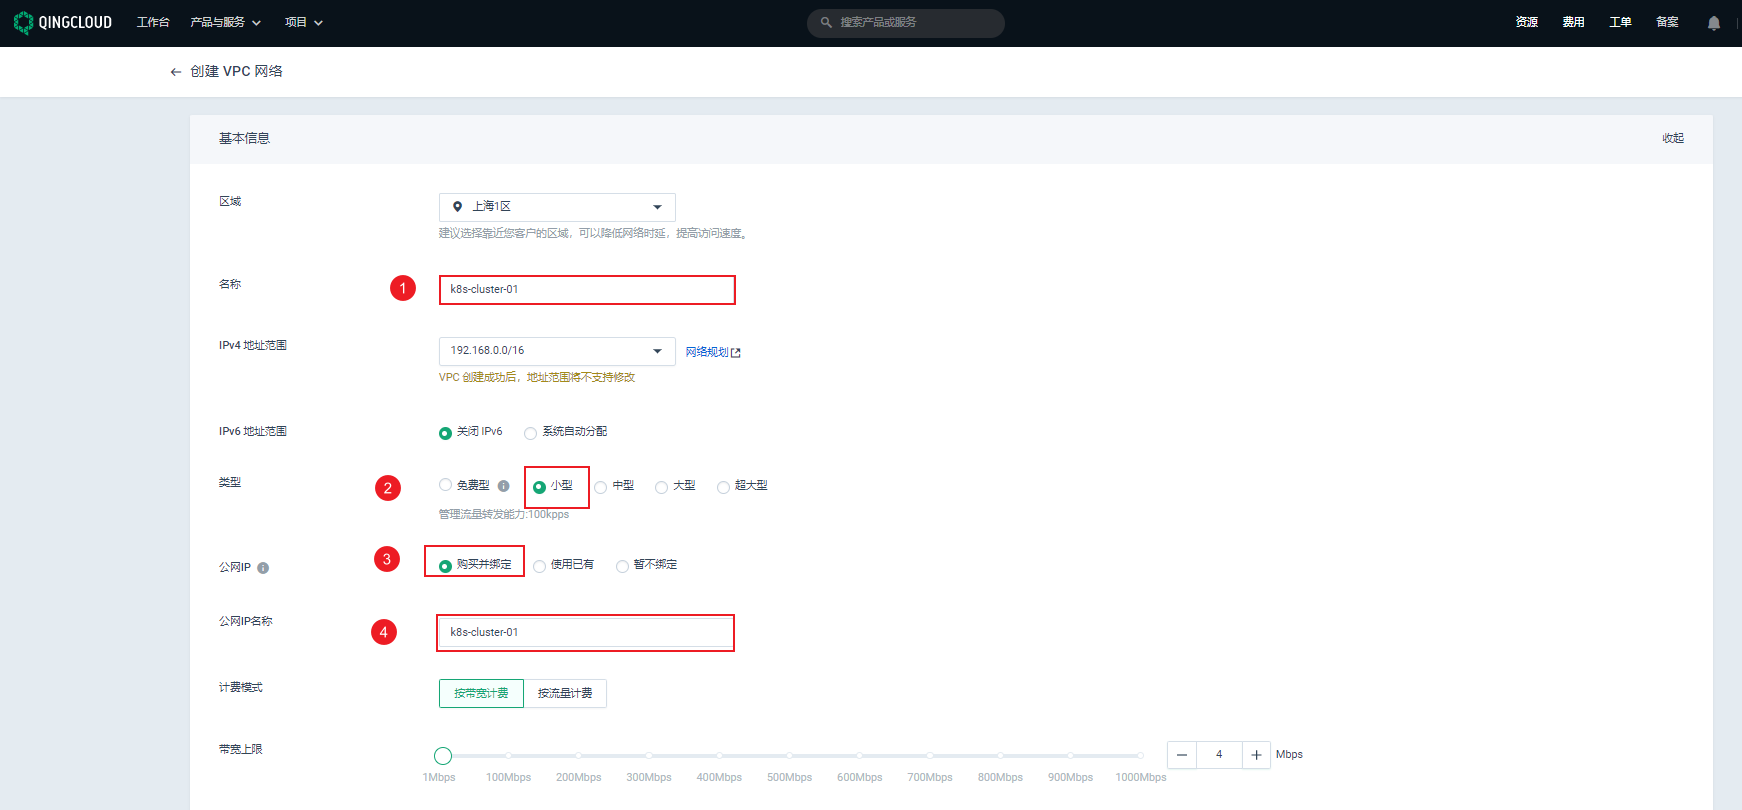 QINGCLOUD 工作台 产品与服务 项目 搜索产品或服务 资源 费用 工单 备案
创建 VPC 网络
基本信息 收起
区域 上海1区
建议选择靠近您客户的区域，可以降低网络时延，提高访问速度。
名称 1 k8s-cluster-01
IPv4 地址范围 192.168.0.0/16 网络规划
VPC 创建成功后，地址范围将不支持修改
IPv6 地址范围 关闭 IPv6 系统自动分配
类型 2 免费型 小型 中型 大型 超大型
管理流量转发能力:100kpps
公网IP 3 购买并绑定 使用已有 暂不绑定
公网IP名称 4 k8s-cluster-01
计费模式 按带宽计费 按流量计费
带宽上限 4 Mbps
1Mbps 100Mbps 200Mbps 300Mbps 400Mbps 500Mbps 600Mbps 700Mbps 800Mbps 900Mbps 1000Mbps